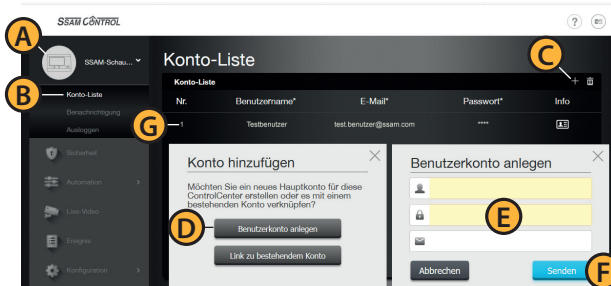 SSAM CÔNTROL
?
A
SSAM-Schau...
Konto-Liste
C
B
Konto-Liste
Konto-Liste
+
Nr.
Benutzername*
E-Mail*
Passwort*
Info
Benachrichtigung
Ausloggen
G
1
Testbenutzer
test.benutzer@ssam.com
****
Sicherheit
Automation
Live-Video
Ereignis
Konfiguration
Konto hinzufügen
Möchten Sie ein neues Hauptkonto für diese
ControlCenter erstellen oder es mit einem
bestehenden Konto verknüpfen?
D
Benutzerkonto anlegen
Link zu bestehendem Konto
Benutzerkonto anlegen
E
Abbrechen
Senden
F